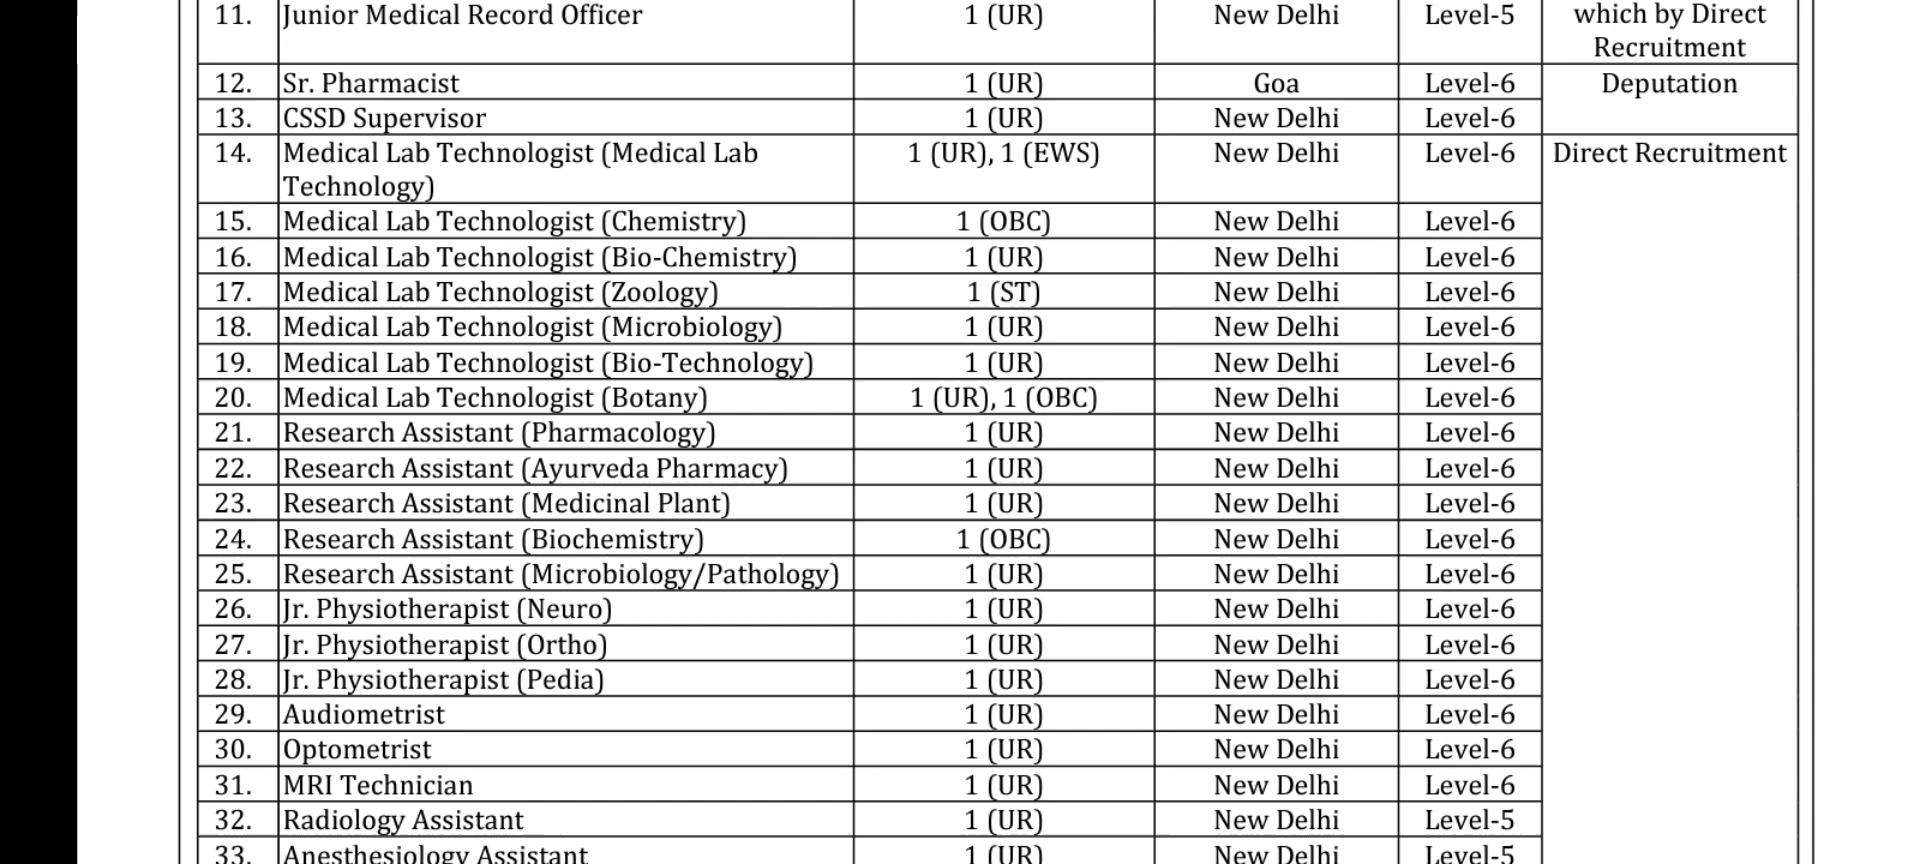 11. Junior Medical Record Officer 1 (UR) New Delhi Level-5 which by Direct
Recruitment
12. Sr. Pharmacist 1 (UR) Goa Level-6 Deputation
13. CSSD Supervisor 1 (UR) New Delhi Level-6
14. Medical Lab Technologist (Medical Lab 1 (UR), 1 (EWS) New Delhi Level-6 Direct Recruitment
Technology)
15. Medical Lab Technologist (Chemistry) 1 (OBC) New Delhi Level-6
16. Medical Lab Technologist (Bio-Chemistry) 1 (UR) New Delhi Level-6
17. Medical Lab Technologist (Zoology) 1 (ST) New Delhi Level-6
18. Medical Lab Technologist (Microbiology) 1 (UR) New Delhi Level-6
19. Medical Lab Technologist (Bio-Technology) 1 (UR) New Delhi Level-6
20. Medical Lab Technologist (Botany) 1 (UR), 1 (OBC) New Delhi Level-6
21. Research Assistant (Pharmacology) 1 (UR) New Delhi Level-6
22. Research Assistant (Ayurveda Pharmacy) 1 (UR) New Delhi Level-6
23. Research Assistant (Medicinal Plant) 1 (UR) New Delhi Level-6
24. Research Assistant (Biochemistry) 1 (OBC) New Delhi Level-6
25. Research Assistant (Microbiology/Pathology) 1 (UR) New Delhi Level-6
26. Jr. Physiotherapist (Neuro) 1 (UR) New Delhi Level-6
27. Jr. Physiotherapist (Ortho) 1 (UR) New Delhi Level-6
28. Jr. Physiotherapist (Pedia) 1 (UR) New Delhi Level-6
29. Audiometrist 1 (UR) New Delhi Level-6
30. Optometrist 1 (UR) New Delhi Level-6
31. MRI Technician 1 (UR) New Delhi Level-6
32. Radiology Assistant 1 (UR) New Delhi Level-5
33. Anesthesiology Assistant 1 (UR) New Delhi Level-5